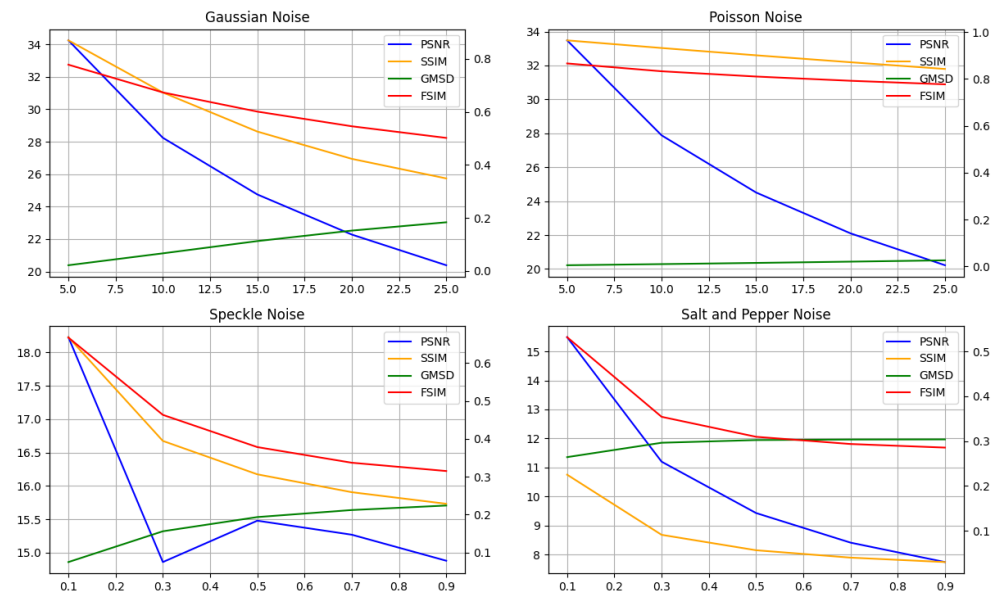 Gaussian Noise
34
32
30
28
26
24
22
20
0.8
0.6
0.4
0.2
0.0
PSNR
SSIM
GMSD
FSIM
5.0 7.5 10.0 12.5 15.0 17.5 20.0 22.5 25.0
Poisson Noise
34
32
30
28
26
24
22
20
1.0
0.8
0.6
0.4
0.2
0.0
PSNR
SSIM
GMSD
FSIM
5.0 7.5 10.0 12.5 15.0 17.5 20.0 22.5 25.0
Speckle Noise
18.0
17.5
17.0
16.5
16.0
15.5
15.0
0.6
0.5
0.4
0.3
0.2
0.1
PSNR
SSIM
GMSD
FSIM
0.1 0.2 0.3 0.4 0.5 0.6 0.7 0.8 0.9
Salt and Pepper Noise
15
14
13
12
11
10
9
8
0.5
0.4
0.3
0.2
0.1
PSNR
SSIM
GMSD
FSIM
0.1 0.2 0.3 0.4 0.5 0.6 0.7 0.8 0.9